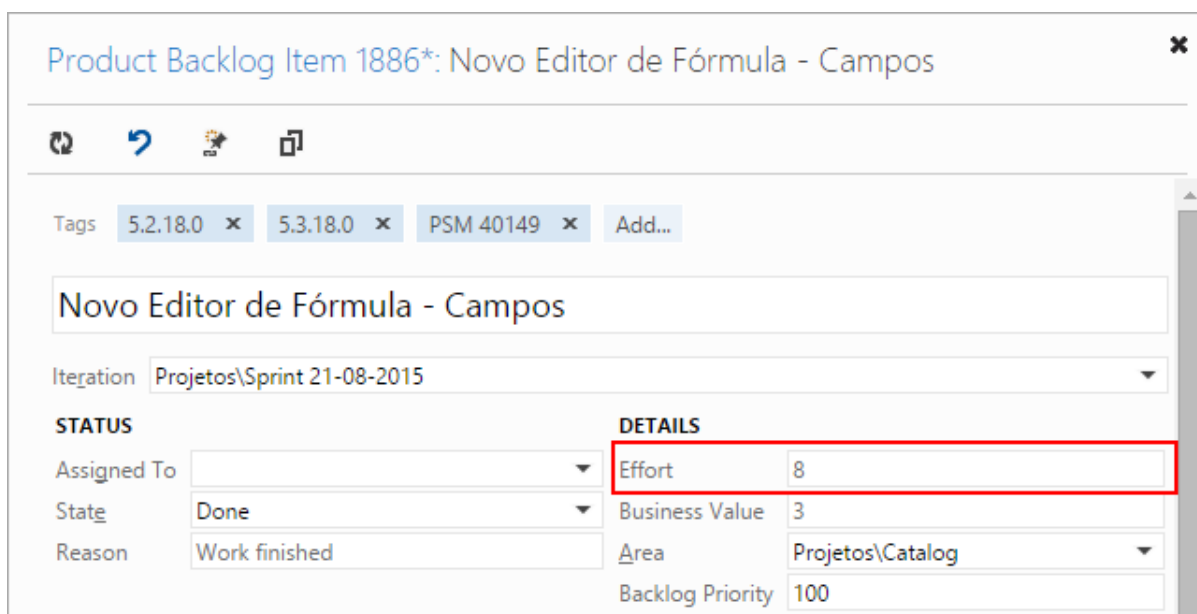 Product Backlog Item 1886*: Novo Editor de Fórmula - Campos
Tags 5.2.18.0 5.3.18.0 PSM 40149 Add...
Novo Editor de Fórmula - Campos
Iteration Projetos\Sprint 21-08-2015
STATUS DETAILS
Assigned To Effort 8
State Done Business Value 3
Reason Work finished Area Projetos\Catalog
Backlog Priority 100